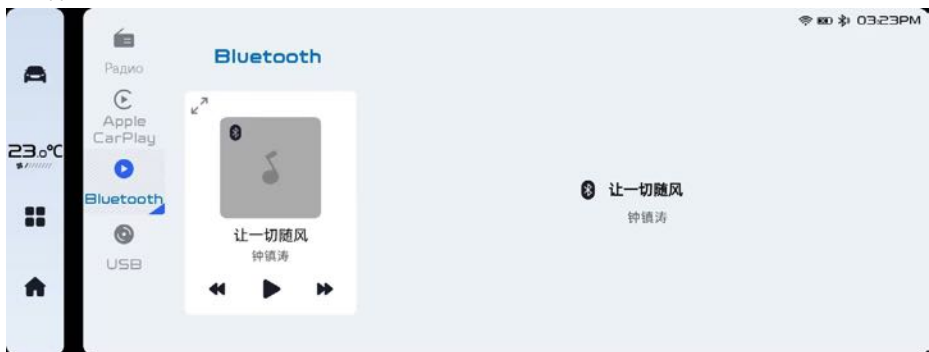 03:23PM
23.0°C
Радио
Apple
CarPlay
Bluetooth
USB
Bluetooth
让一切随风
钟镇涛
让一切随风
钟镇涛